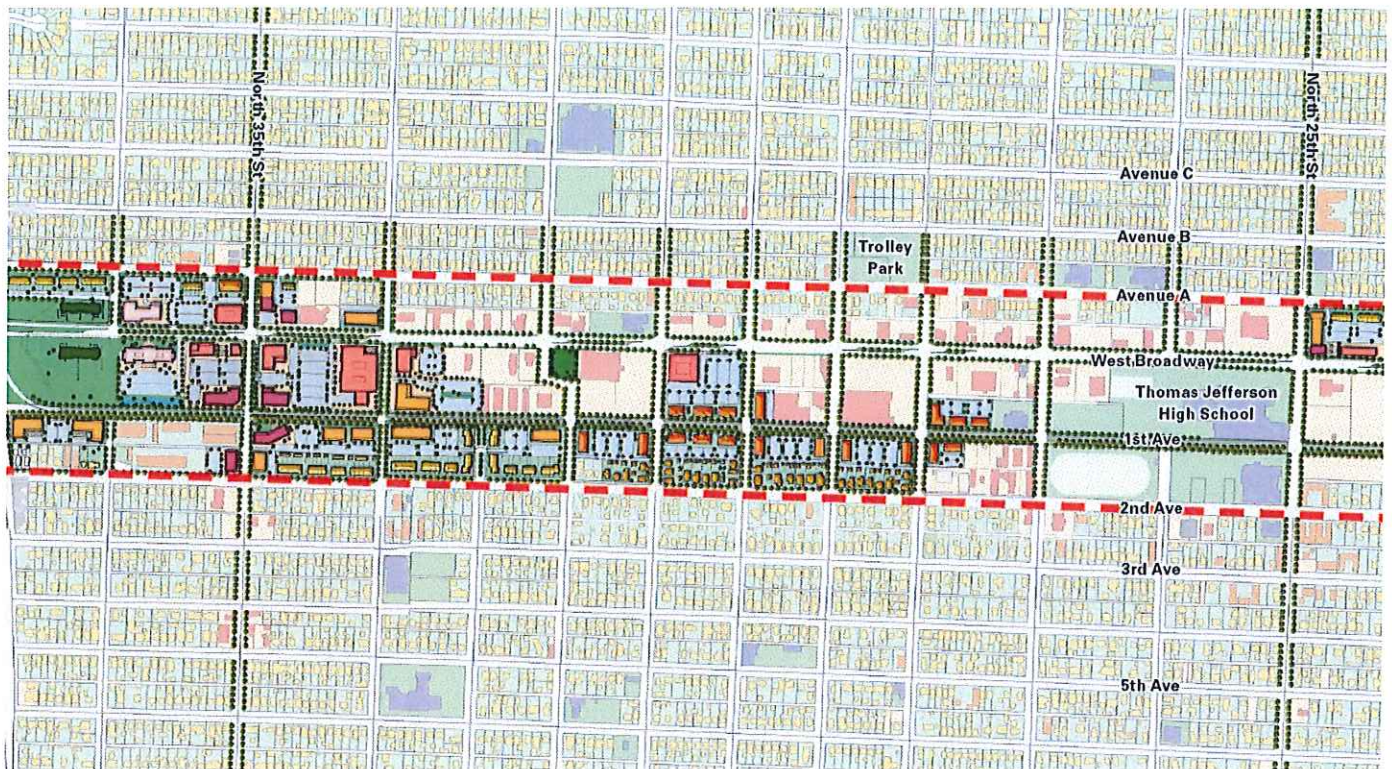 North 35th St
North 25th St
Avenue C
Avenue B
Trolley
Park
Avenue A
West Broadway
Thomas Jefferson
High School
1st Ave
2nd Ave
3rd Ave
5th Ave